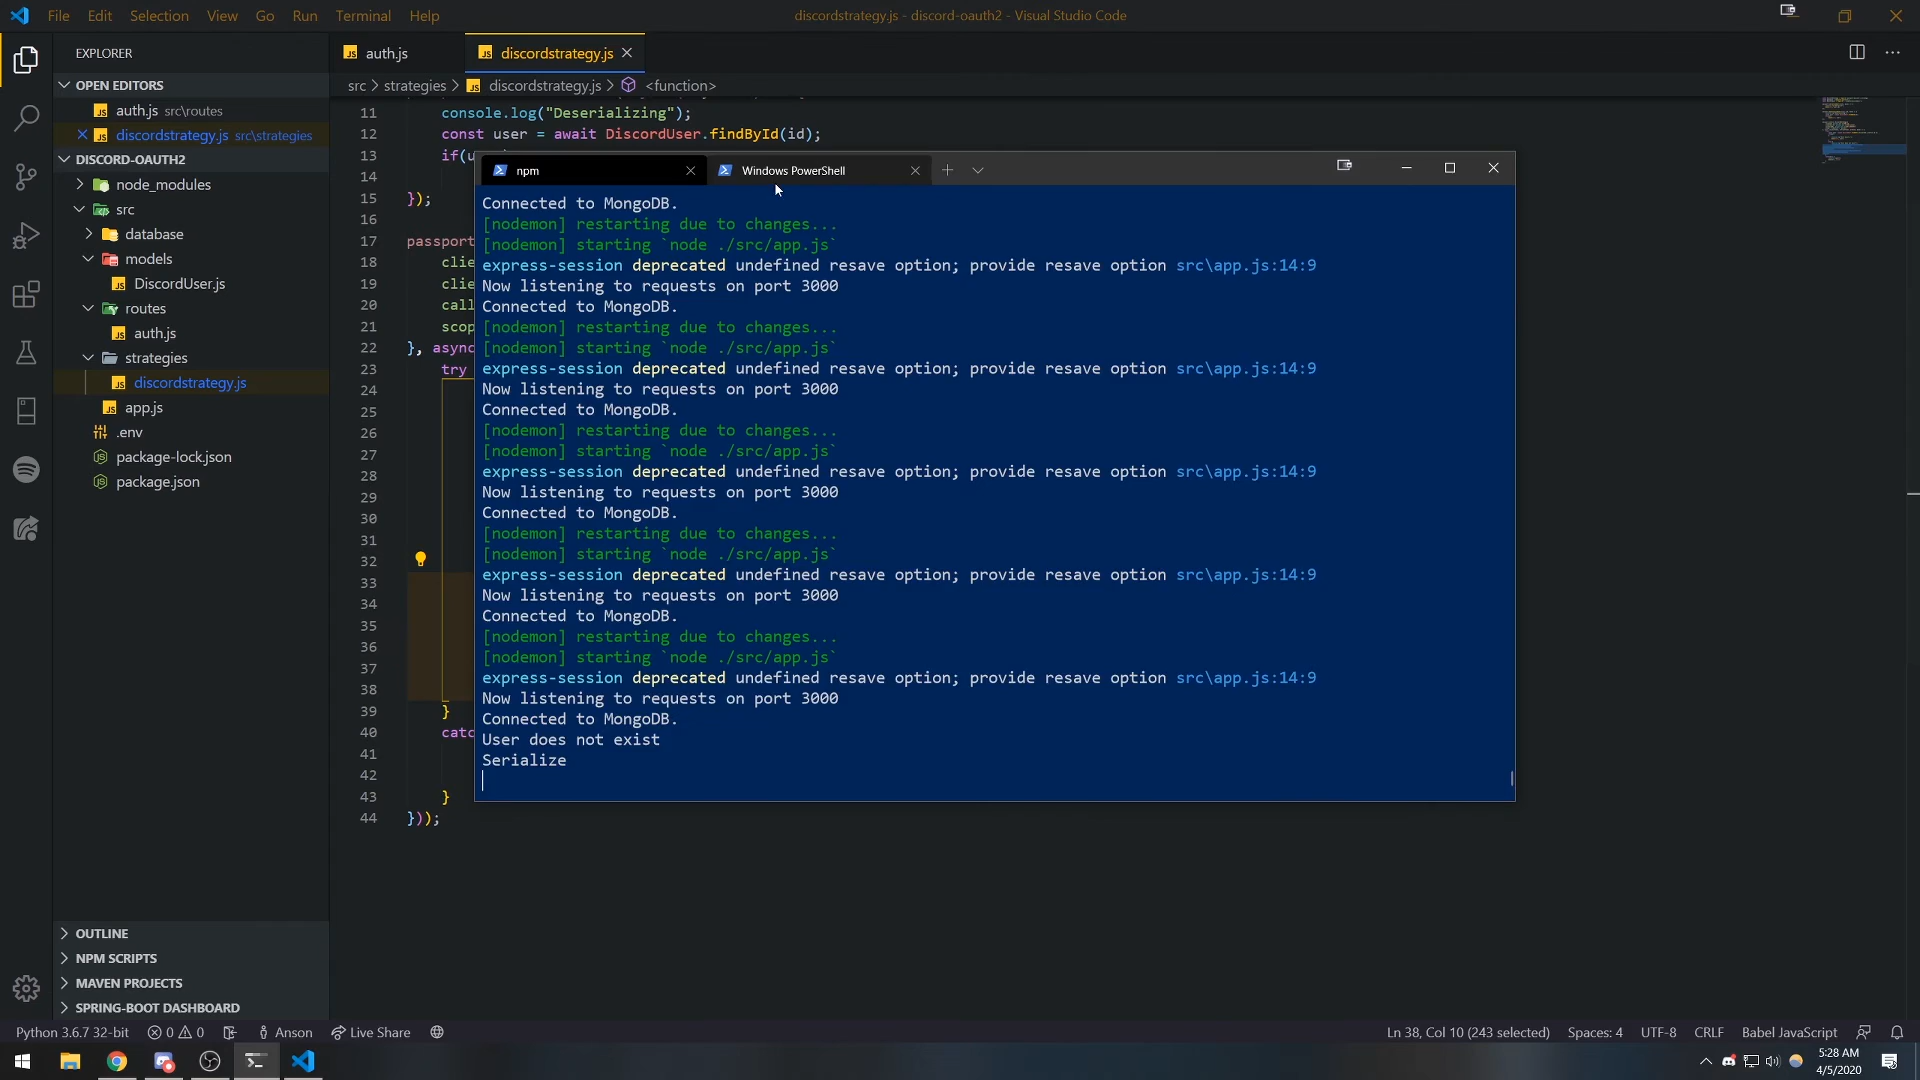 File Edit Selection View Go Run Terminal Help
discordstrategy.js - discord-oauth2 - Visual Studio Code
EXPLORER
OPEN EDITORS
auth.js src\routes
discordstrategy.js src\strategies
DISCORD-OAUTH2
node_modules
src
database
models
DiscordUser.js
routes
auth.js
strategies
discordstrategy.js
app.js
.env
package-lock.json
package.json
OUTLINE
NPM SCRIPTS
MAVEN PROJECTS
SPRING-BOOT DASHBOARD
auth.js
discordstrategy.js
src > strategies > discordstrategy.js > <function>
11 console.log("Deserializing");
12 const user = await DiscordUser.findById(id);
13 if(u
14
15 });
16
17 passport
18 clie
19 clie
20 call
21 scop
22 }, async
23 try
24
25
26
27
28
29
30
31
32
33
34
35
36
37
38
39 }
40 catc
41
42
43 }
44 }));
npm
Windows PowerShell
Connected to MongoDB.
[nodemon] restarting due to changes...
[nodemon] starting `node ./src/app.js`
express-session deprecated undefined resave option; provide resave option src\app.js:14:9
Now listening to requests on port 3000
Connected to MongoDB.
[nodemon] restarting due to changes...
[nodemon] starting `node ./src/app.js`
express-session deprecated undefined resave option; provide resave option src\app.js:14:9
Now listening to requests on port 3000
Connected to MongoDB.
[nodemon] restarting due to changes...
[nodemon] starting `node ./src/app.js`
express-session deprecated undefined resave option; provide resave option src\app.js:14:9
Now listening to requests on port 3000
Connected to MongoDB.
[nodemon] restarting due to changes...
[nodemon] starting `node ./src/app.js`
express-session deprecated undefined resave option; provide resave option src\app.js:14:9
Now listening to requests on port 3000
Connected to MongoDB.
[nodemon] restarting due to changes...
[nodemon] starting `node ./src/app.js`
express-session deprecated undefined resave option; provide resave option src\app.js:14:9
Now listening to requests on port 3000
Connected to MongoDB.
User does not exist
Serialize
Python 3.6.7 32-bit 0 0 Anson Live Share
Ln 38, Col 10 (243 selected) Spaces: 4 UTF-8 CRLF Babel JavaScript
5:28 AM
4/5/2020